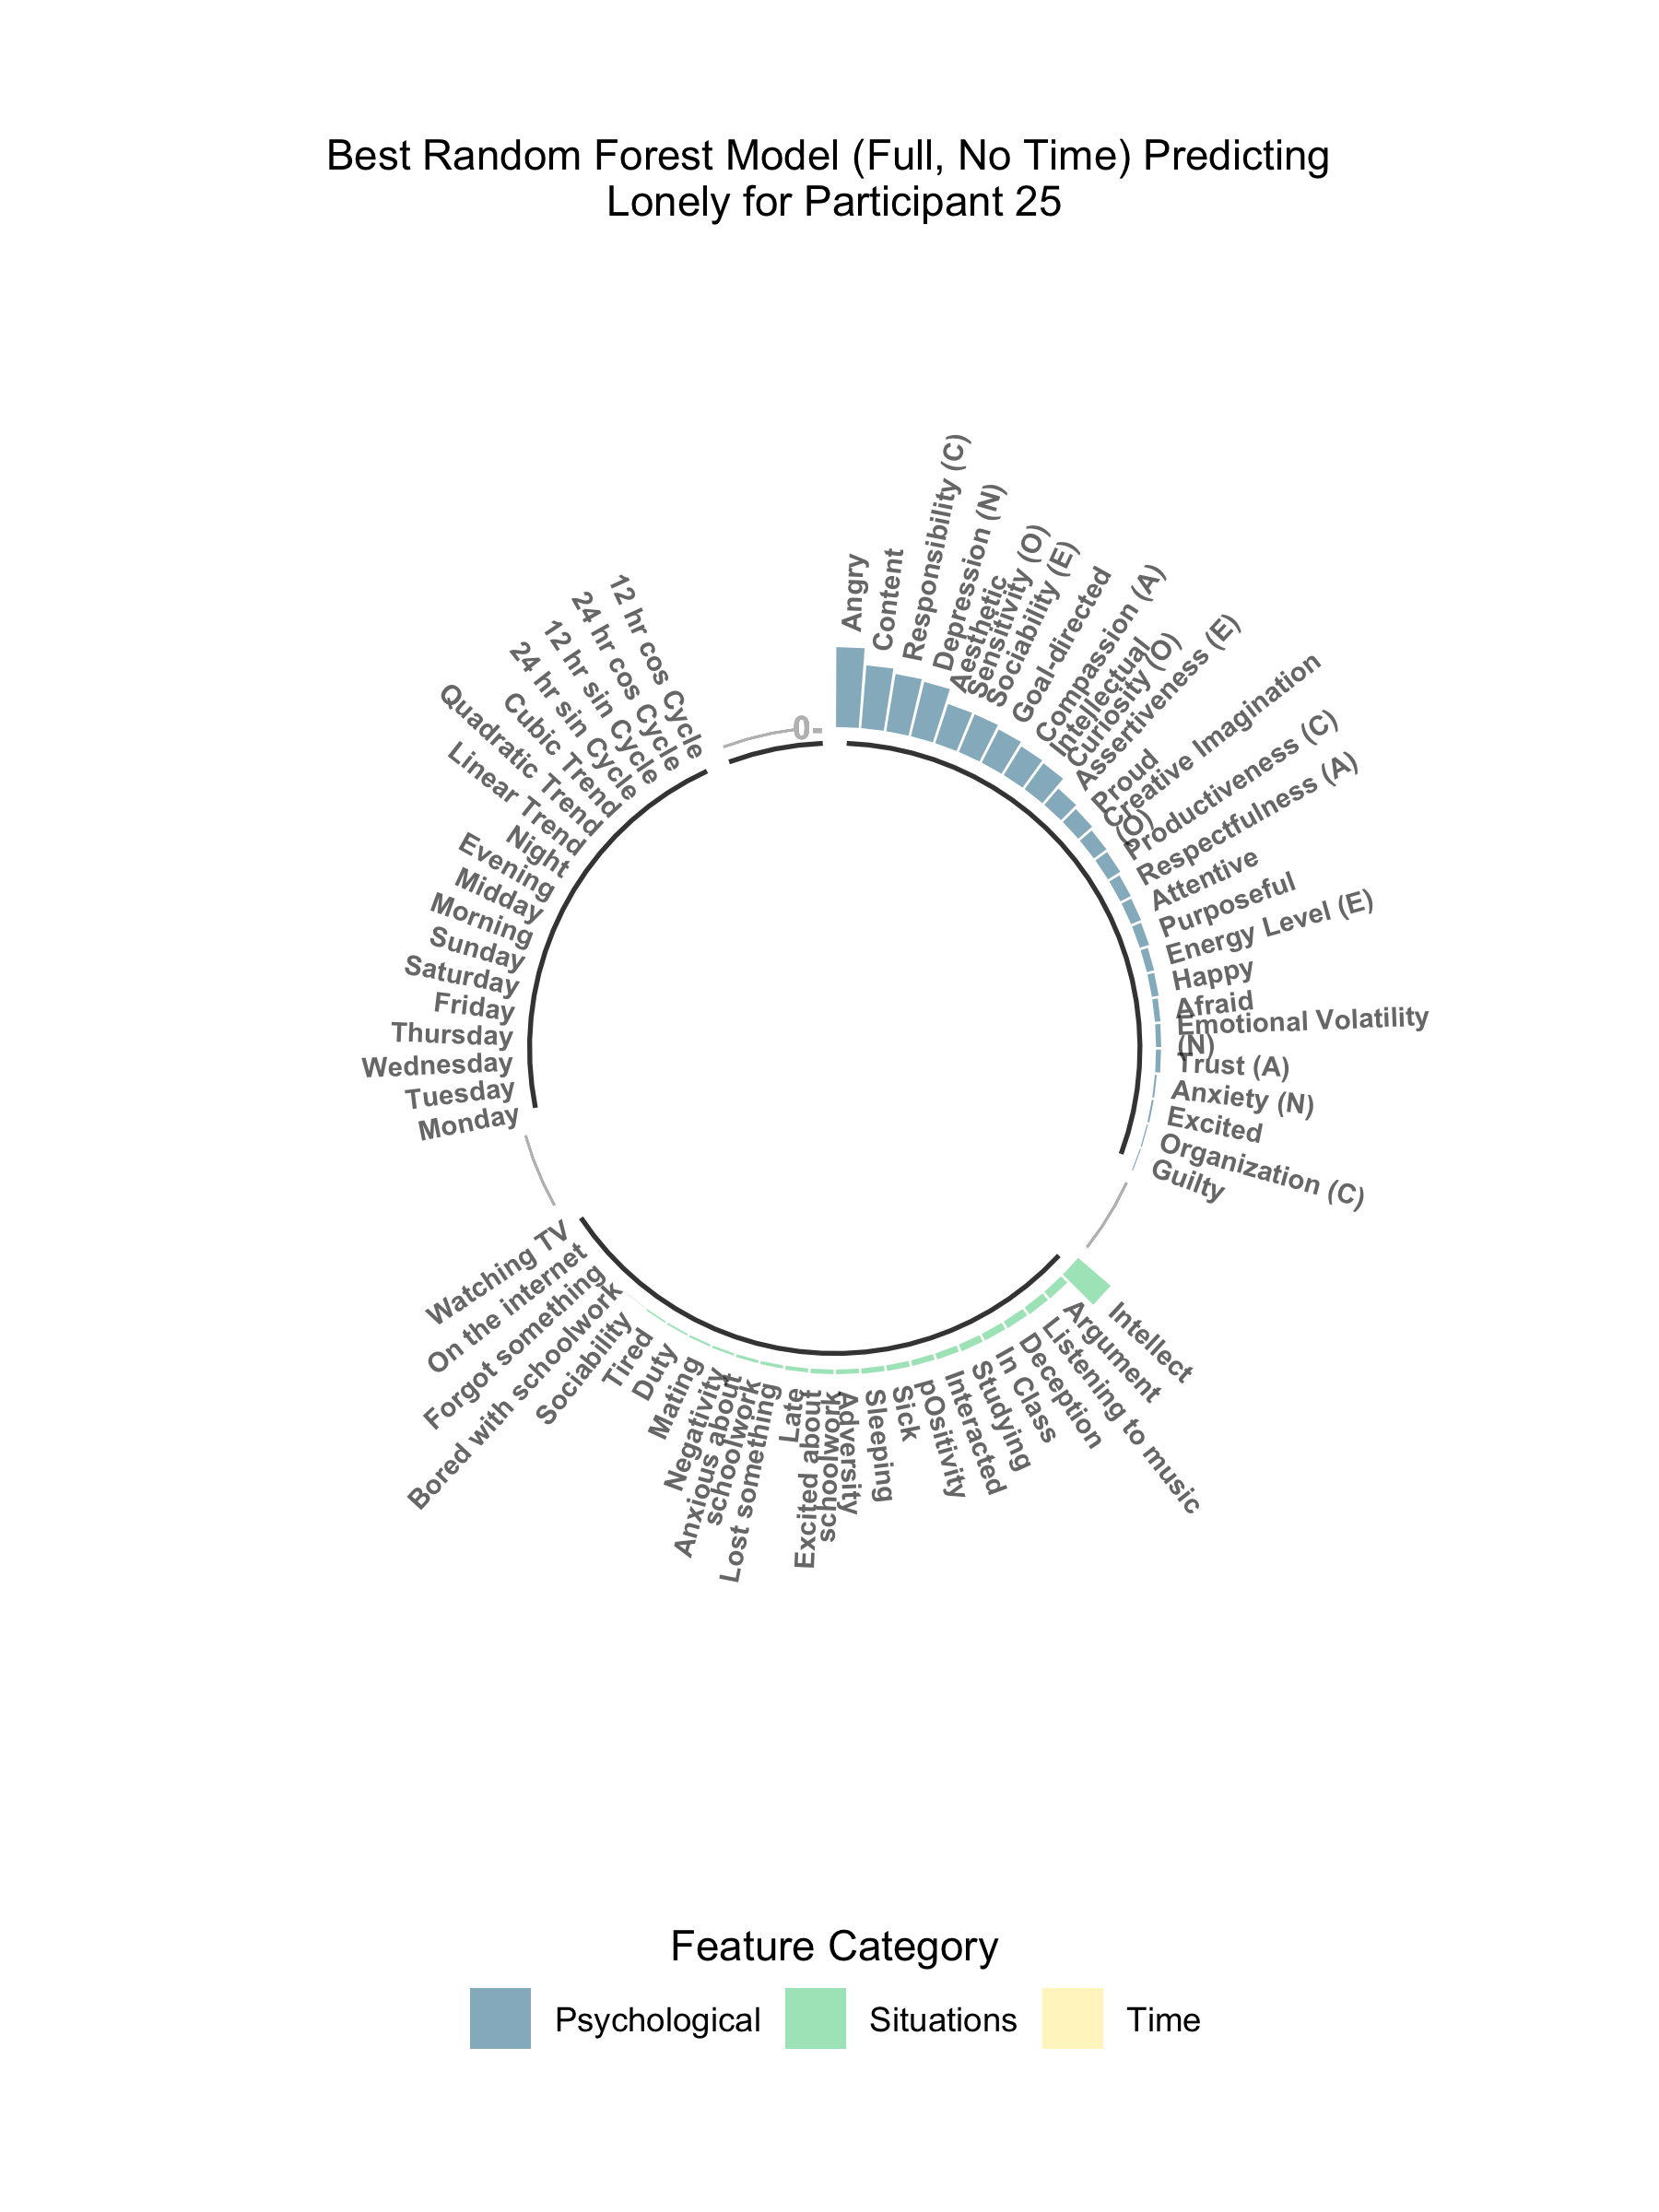 Best Random Forest Model (Full, No Time) Predicting
Lonely for Participant 25
0-
Angry
Content
Responsibility (C)
Depression (N)
Aesthetic
Sensitivity (O)
Sociability (E)
Goal-directed
Compassion (A)
Intellectual
Curiosity (O)
Assertiveness (E)
Proud
Creative Imagination
(O)
Productiveness (C)
Respectfulness (A)
Attentive
Purposeful
Energy Level (E)
Happy
Afraid
Emotional Volatility
(N)
Trust (A)
Anxiety (N)
Excited
Organization (C)
Guilty
Intellect
Argument
Listening to music
Deception
In Class
Studying
Interacted
pOsitivity
Sick
Sleeping
Adversity
Excited about
schoolwork
Late
Lost something
Anxious about
schoolwork
Negativity
Mating
Duty
Tired
Sociability
Bored with schoolwork
Forgot something
On the internet
Watching TV
Monday
Tuesday
Wednesday
Thursday
Friday
Saturday
Sunday
Morning
Midday
Evening
Night
Linear Trend
Quadratic Trend
Cubic Trend
24 hr sin Cycle
12 hr sin Cycle
24 hr cos Cycle
12 hr cos Cycle
Feature Category
Psychological
Situations
Time